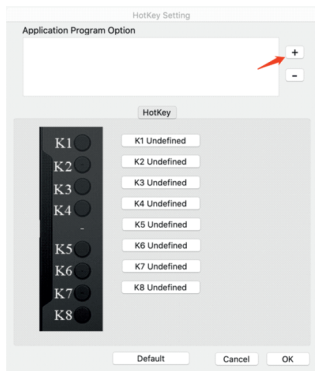 HotKey Setting
Application Program Option
+
-
HotKey
K1
K2
K3
K4
-
K5
K6
K7
K8
K1 Undefined
K2 Undefined
K3 Undefined
K4 Undefined
K5 Undefined
K6 Undefined
K7 Undefined
K8 Undefined
Default
Cancel
OK